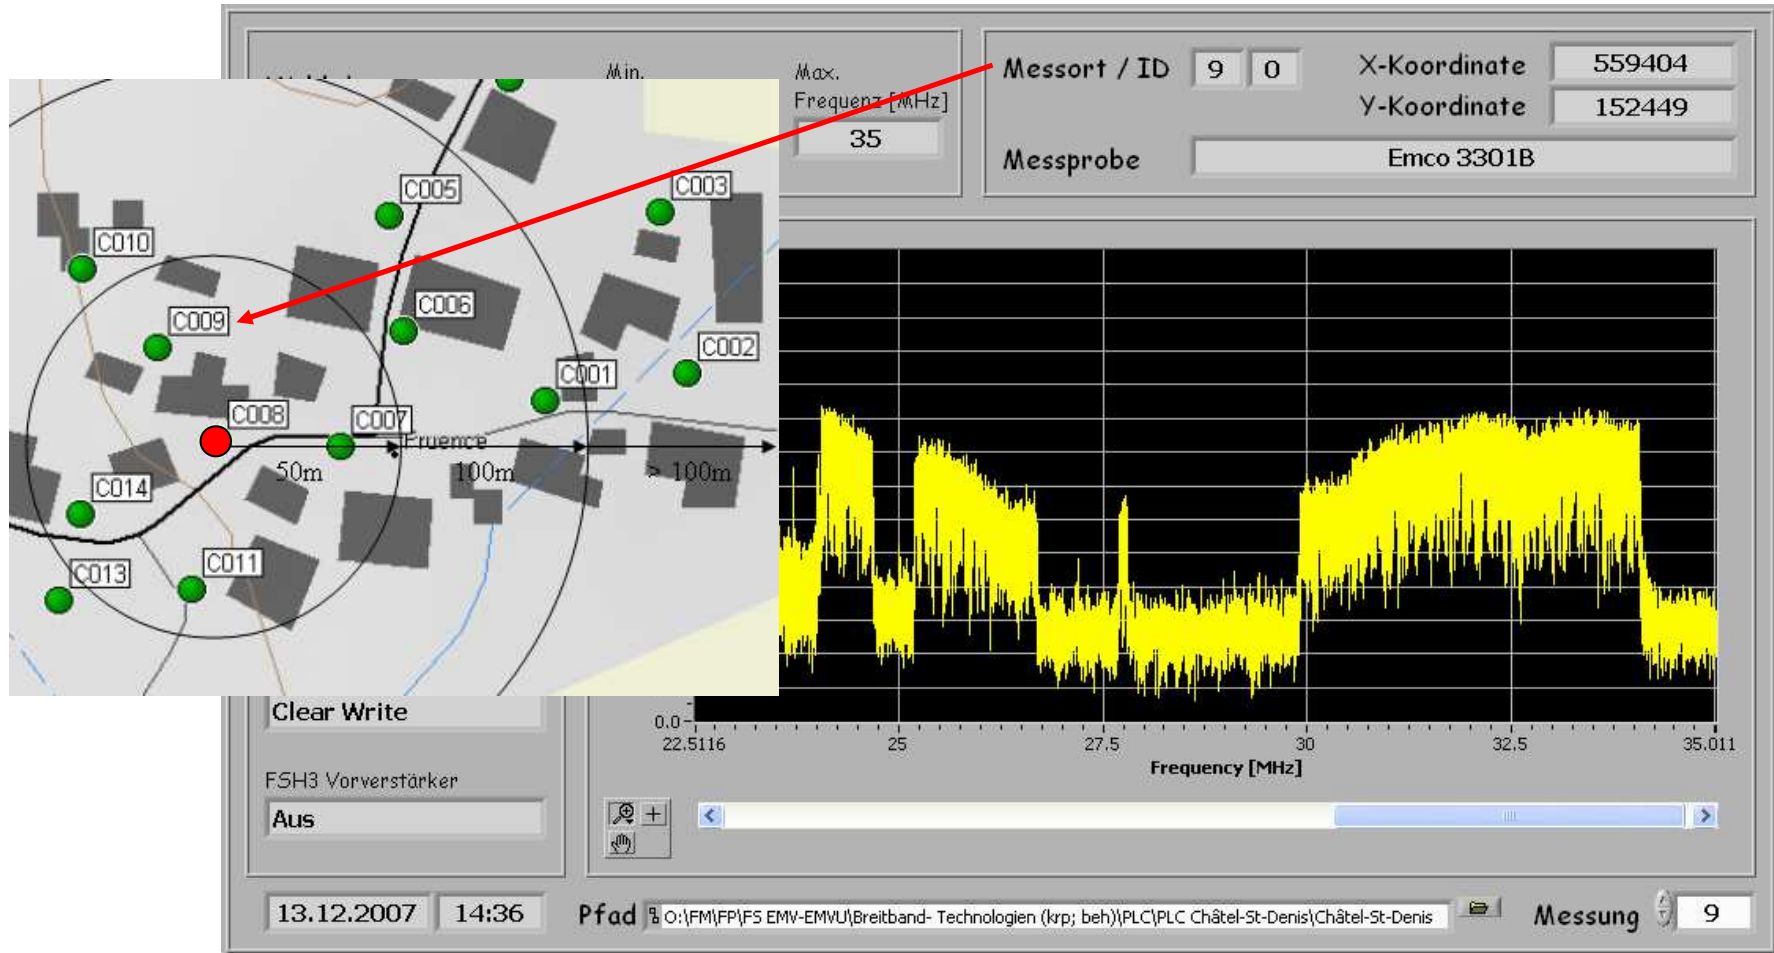 Min.
Max.
Frequenz [MHz]
35
Messort / ID 9 0
X-Koordinate 559404
Y-Koordinate 152449
Messprobe Emco 3301B
C005
C003
C010
C006
C009
C002
C001
C008
C007
Fruence
50m 100m > 100m
C014
C013
C011
Clear Write
FSH3 Vorverstärker
Aus
0.0
22.5116 25 27.5 30 32.5 35.011
Frequency [MHz]
13.12.2007 14:36
Pfad O:\FM\FP\FS EMV-EMVU\Breitband- Technologien (krp; beh)\PLC\PLC Châtel-St-Denis\Châtel-St-Denis
Messung 9